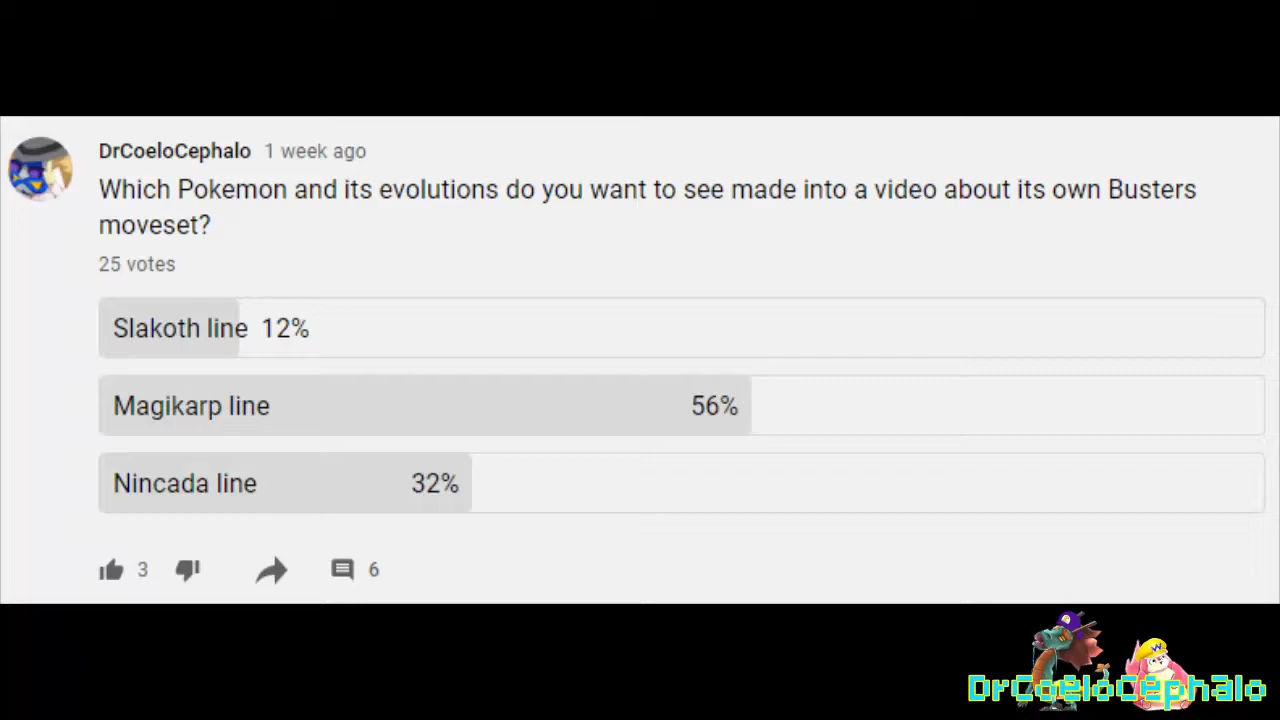 DrCoeloCephalo 1 week ago
Which Pokemon and its evolutions do you want to see made into a video about its own Busters
moveset?
25 votes
Slakoth line 12%
Magikarp line 56%
Nincada line 32%
3 6
DrCoeloCephalo